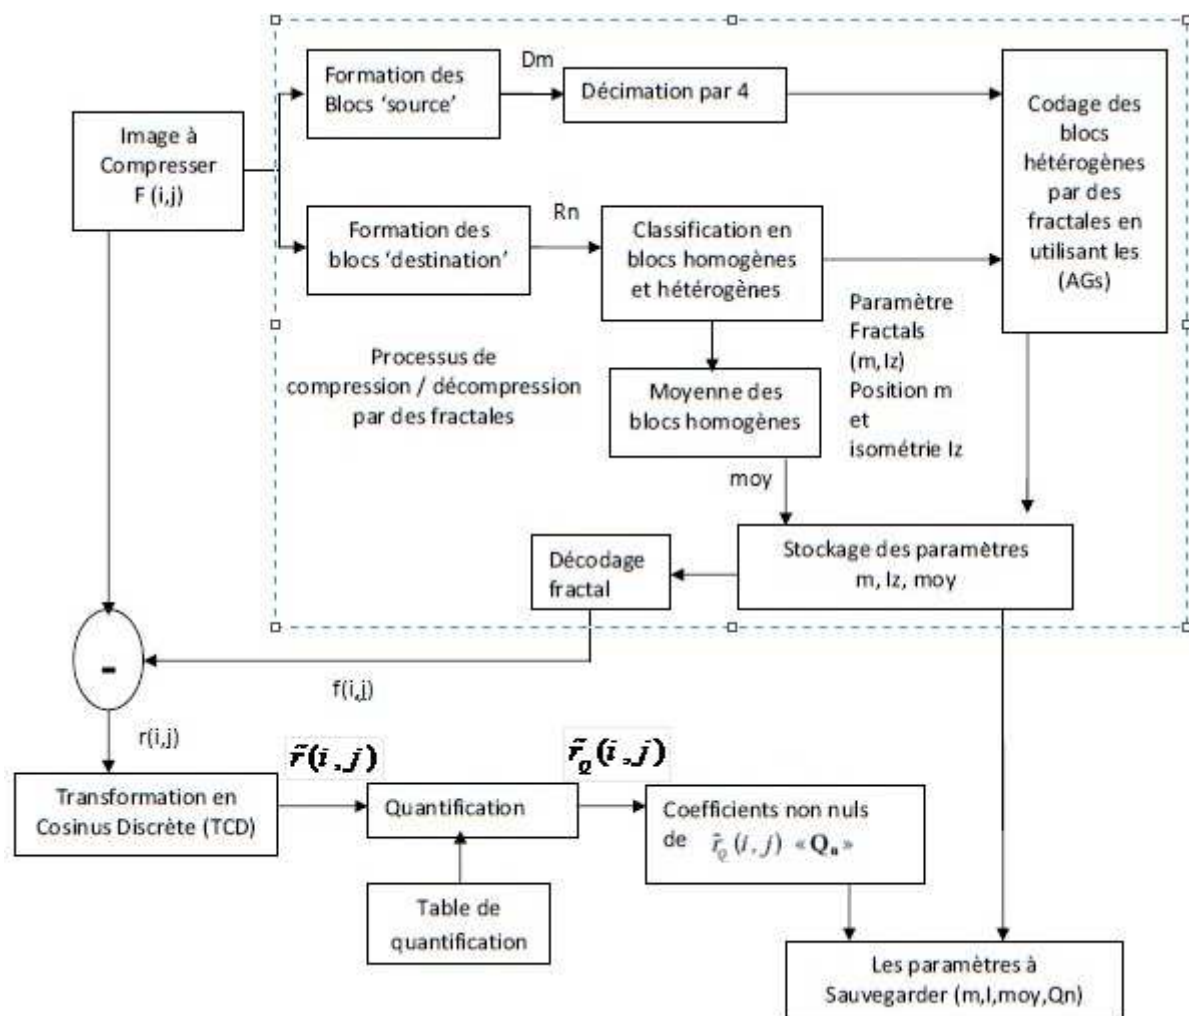 Formation des
Blocs ‘source’
Dm
Décimation par 4
Codage des
blocs
hétérogènes
par des
fractales en
utilisant les
(AGs)
Image à
Compresser
F (i,j)
Formation des
blocs ‘destination’
Rn
Classification en
blocs homogènes
et hétérogènes
Paramètre
Fractals
(m,Iz)
Position m
et
isométrie Iz
Processus de
compression / décompression
par des fractales
Moyenne des
blocs homogènes
moy
Stockage des paramètres
m, Iz, moy
Décodage
fractal
-
f(i,j)
r(i,j)
r̃(i,j)
r̃Q(i,j)
Transformation en
Cosinus Discrète (TCD)
Quantification
Coefficients non nuls
de r̃Q(i,j) «Qn»
Table de
quantification
Les paramètres à
Sauvegarder (m,I,moy,Qn)